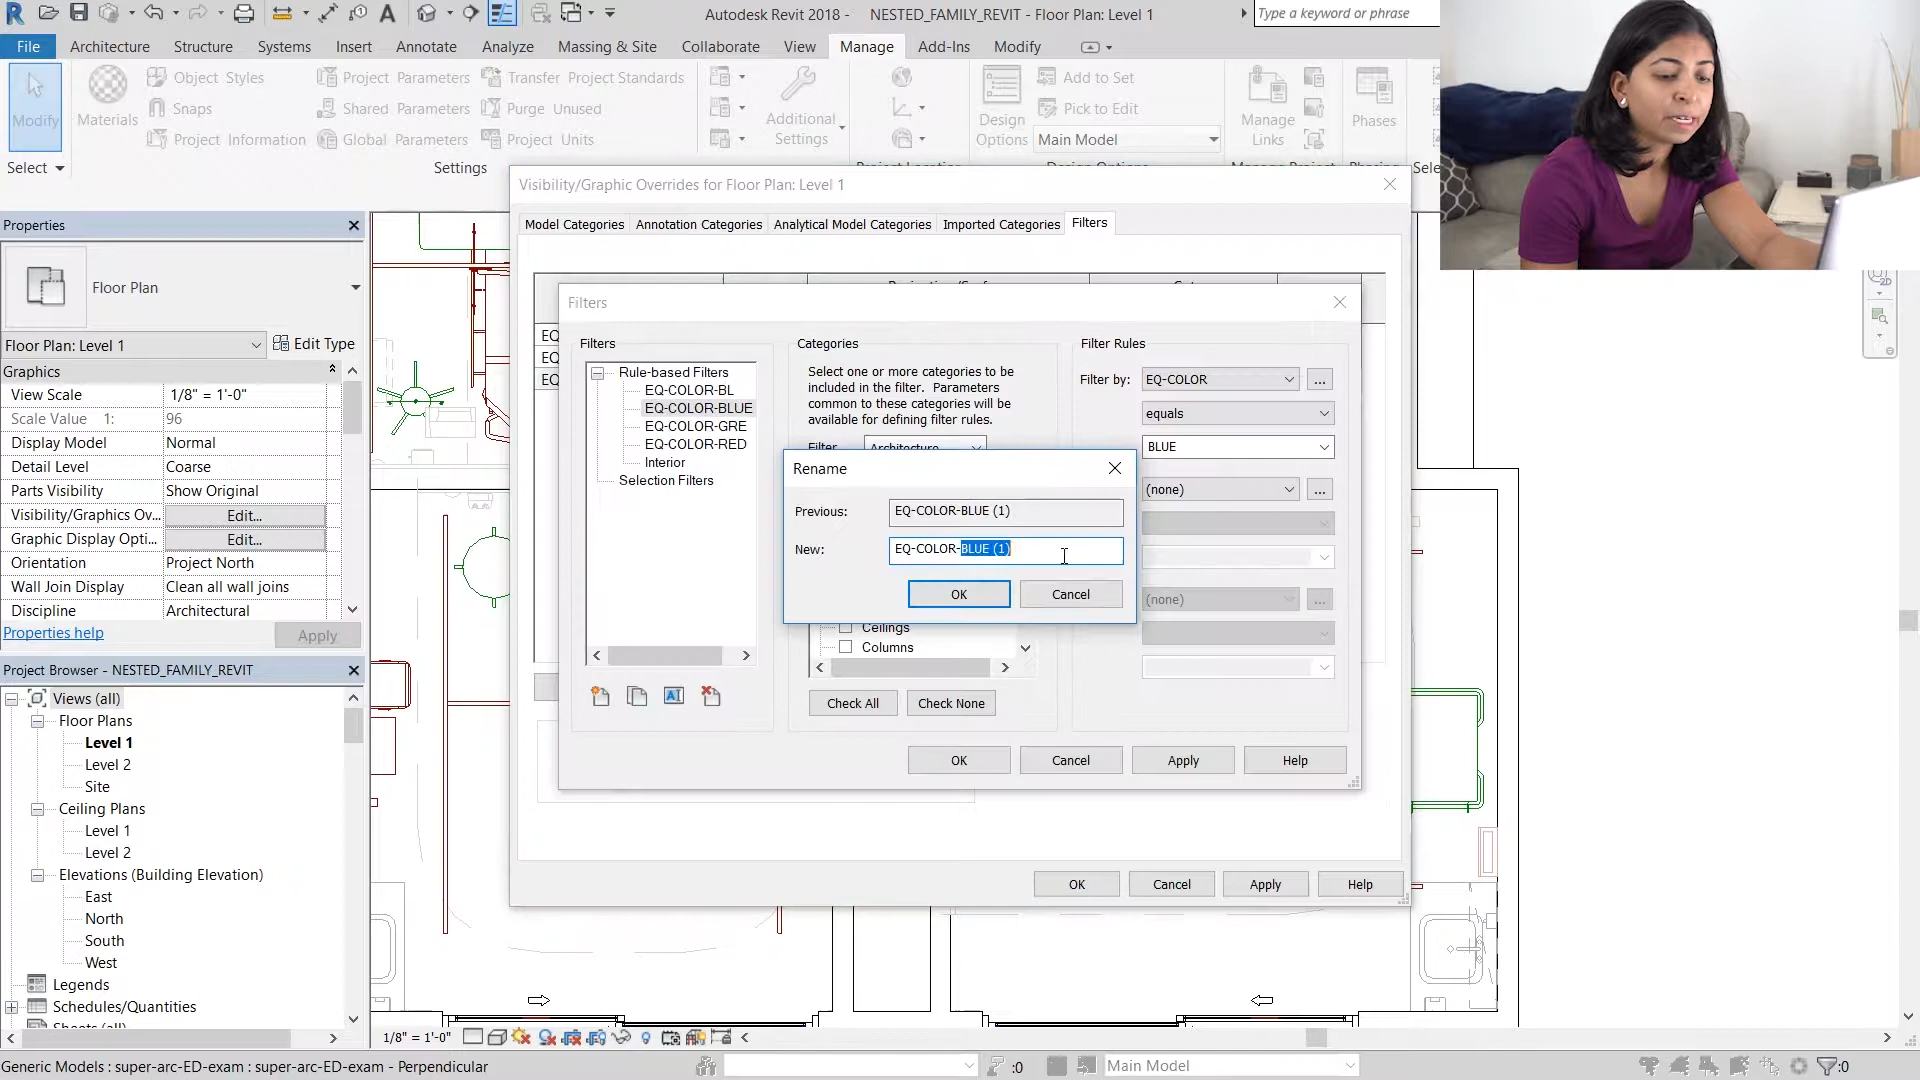 Autodesk Revit 2018 - NESTED_FAMILY_REVIT - Floor Plan: Level 1
Type a keyword or phrase
File Architecture Structure Systems Insert Annotate Analyze Massing & Site Collaborate View Manage Add-Ins Modify
Modify
Materials
Object Styles
Snaps
Project Information
Project Parameters
Shared Parameters
Global Parameters
Transfer Project Standards
Purge Unused
Project Units
Additional
Settings
Design
Options
Add to Set
Pick to Edit
Main Model
Manage
Links
Phases
Select
Settings
Properties
Floor Plan
Floor Plan: Level 1
Edit Type
Graphics
View Scale 1/8" = 1'-0"
Scale Value 1: 96
Display Model Normal
Detail Level Coarse
Parts Visibility Show Original
Visibility/Graphics Ov... Edit...
Graphic Display Opti... Edit...
Orientation Project North
Wall Join Display Clean all wall joins
Discipline Architectural
Properties help
Apply
Project Browser - NESTED_FAMILY_REVIT
Views (all)
Floor Plans
Level 1
Level 2
Site
Ceiling Plans
Level 1
Level 2
Elevations (Building Elevation)
East
North
South
West
Legends
Schedules/Quantities
Sheets (all)
Visibility/Graphic Overrides for Floor Plan: Level 1
Model Categories Annotation Categories Analytical Model Categories Imported Categories Filters
EQ
EQ
EQ
Filters
Filters
Rule-based Filters
EQ-COLOR-BL
EQ-COLOR-BLUE
EQ-COLOR-GRE
EQ-COLOR-RED
Interior
Selection Filters
Categories
Select one or more categories to be
included in the filter. Parameters
common to these categories will be
available for defining filter rules.
Filter Architecture
Ceilings
Columns
Check All
Check None
Filter Rules
Filter by: EQ-COLOR ...
equals
BLUE
(none) ...
(none) ...
OK Cancel Apply Help
Rename
Previous: EQ-COLOR-BLUE (1)
New: EQ-COLOR-BLUE (1)
OK Cancel
OK Cancel Apply Help
1/8" = 1'-0"
Generic Models : super-arc-ED-exam : super-arc-ED-exam - Perpendicular
:0
Main Model
:0